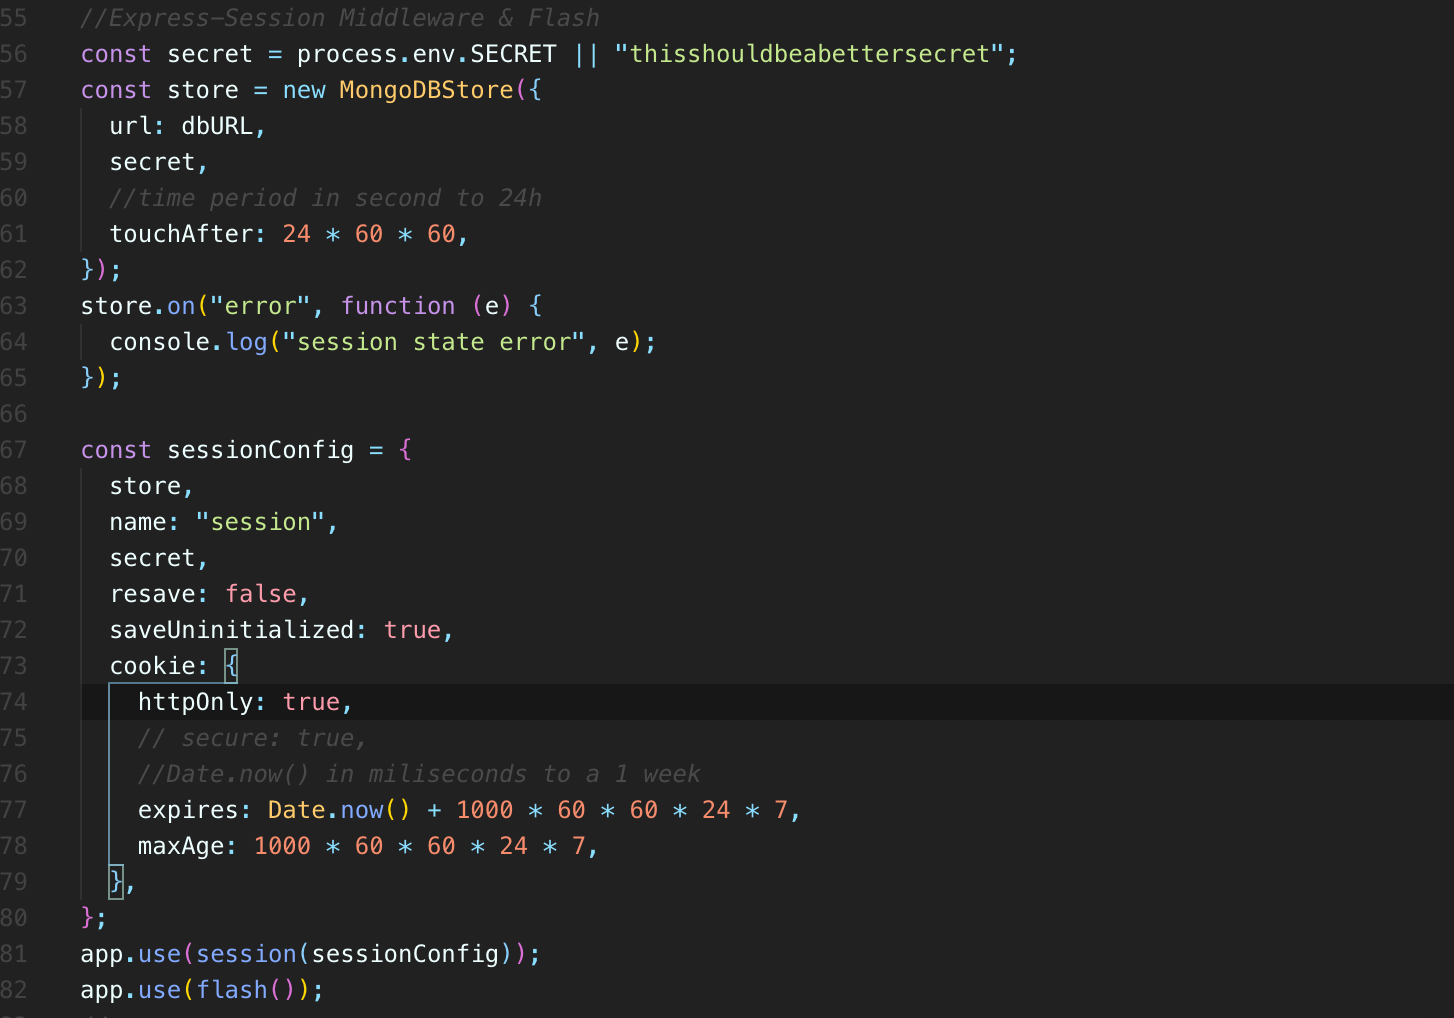 55 //Express-Session Middleware & Flash
56 const secret = process.env.SECRET || "thisshouldbeabettersecret";
57 const store = new MongoDBStore({
58 url: dbURL,
59 secret,
60 //time period in second to 24h
61 touchAfter: 24 * 60 * 60,
62 });
63 store.on("error", function (e) {
64 console.log("session state error", e);
65 });
66
67 const sessionConfig = {
68 store,
69 name: "session",
70 secret,
71 resave: false,
72 saveUninitialized: true,
73 cookie: {
74 httpOnly: true,
75 // secure: true,
76 //Date.now() in miliseconds to a 1 week
77 expires: Date.now() + 1000 * 60 * 60 * 24 * 7,
78 maxAge: 1000 * 60 * 60 * 24 * 7,
79 },
80 };
81 app.use(session(sessionConfig));
82 app.use(flash());